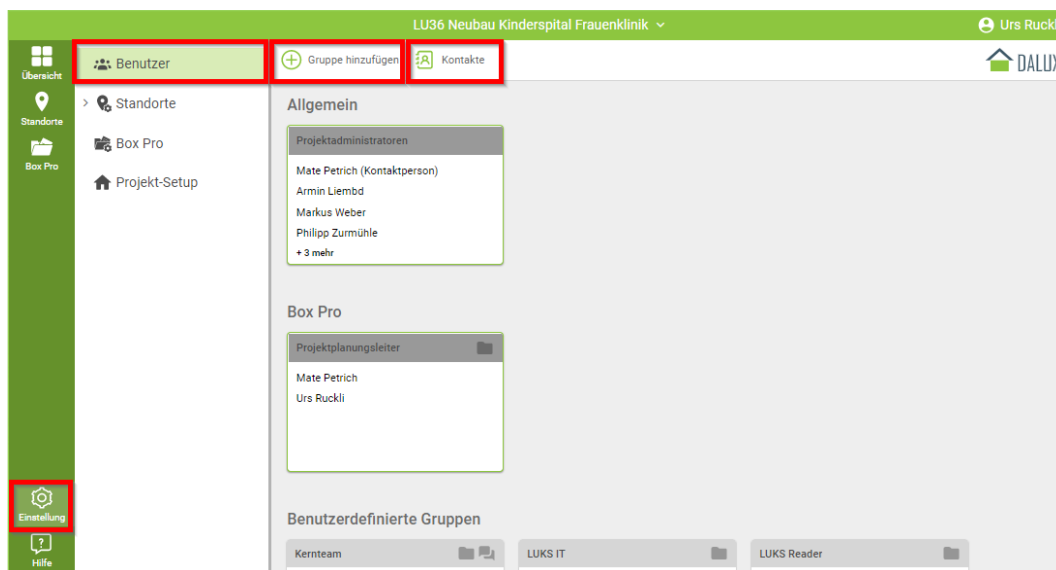 LU36 Neubau Kinderspital Frauenklinik
Urs Ruckl
Übersicht
Standorte
Box Pro
Einstellung
Hilfe
Benutzer
Standorte
Box Pro
Projekt-Setup
Gruppe hinzufügen
Kontakte
DALUX
Allgemein
Projektadministratoren
Mate Petrich (Kontaktperson)
Armin Liembd
Markus Weber
Philipp Zurmühle
+ 3 mehr
Box Pro
Projektplanungsleiter
Mate Petrich
Urs Ruckli
Benutzerdefinierte Gruppen
Kernteam
LUKS IT
LUKS Reader